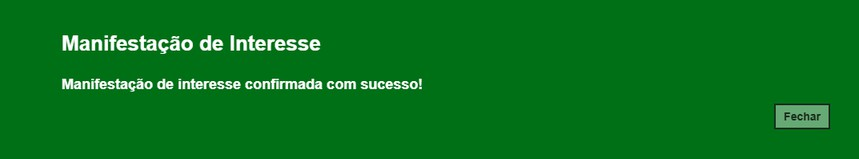 Manifestação de Interesse
Manifestação de interesse confirmada com sucesso!
Fechar